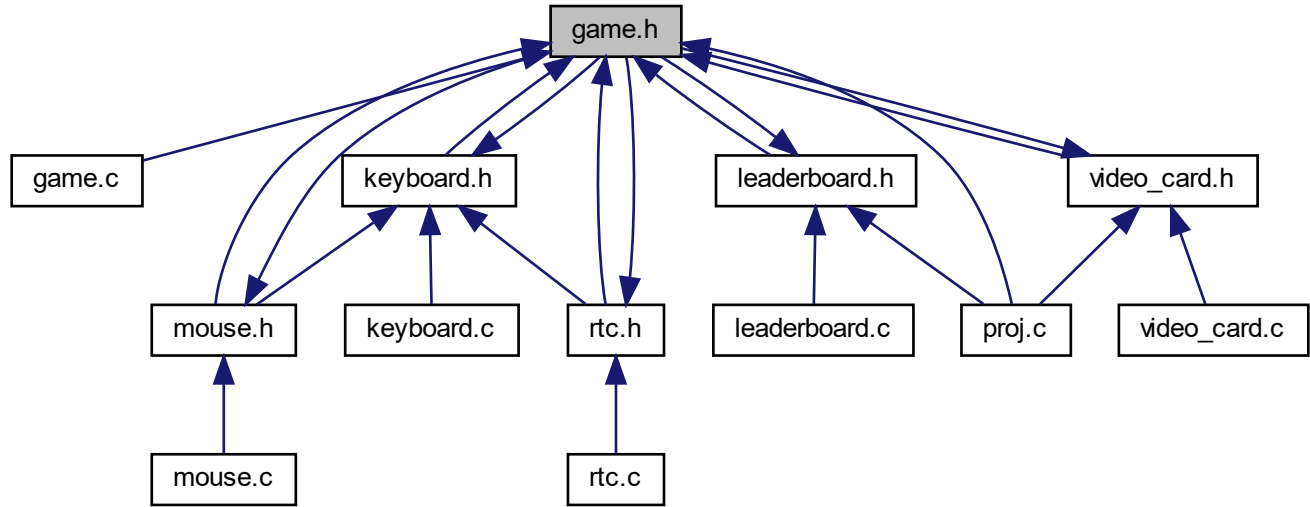 game.h
game.c
keyboard.h
leaderboard.h
video_card.h
mouse.h
keyboard.c
rtc.h
leaderboard.c
proj.c
video_card.c
mouse.c
rtc.c